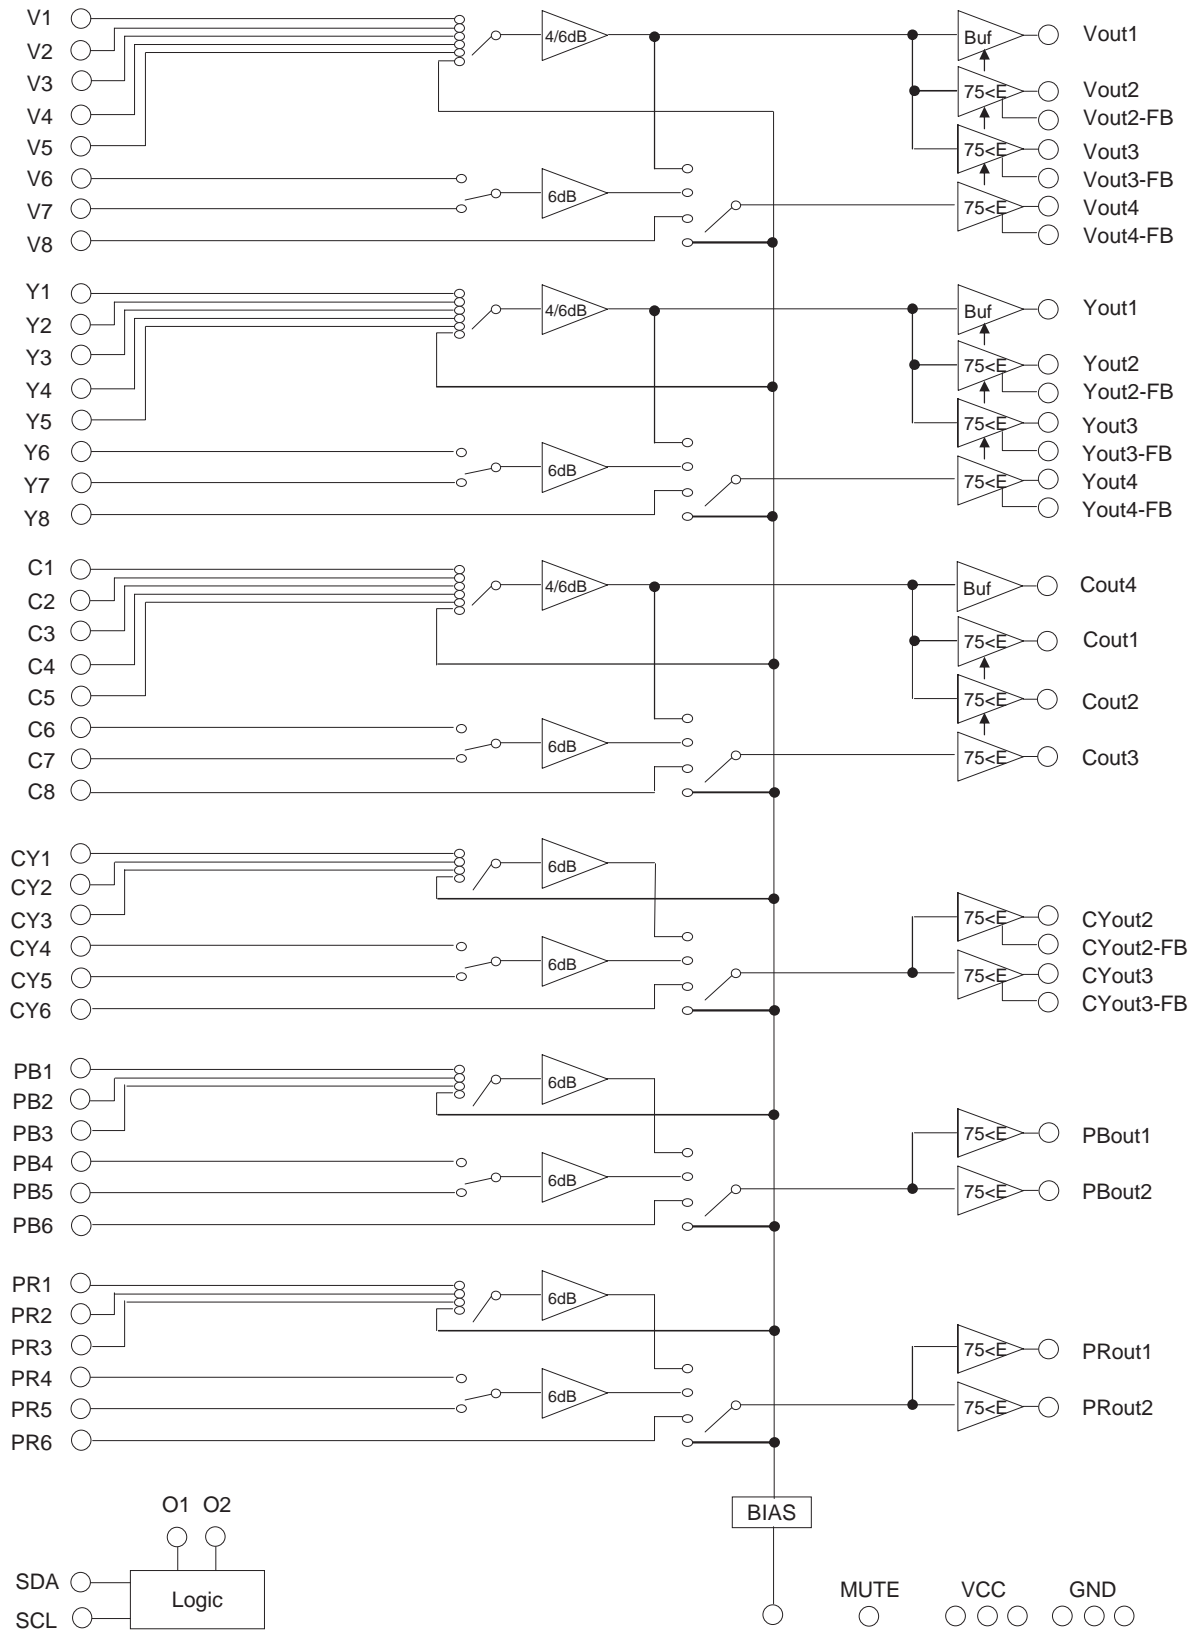 V1
V2
V3
V4
V5
V6
V7
V8
4/6dB
6dB
Buf
75<E
75<E
75<E
Vout1
Vout2
Vout2-FB
Vout3
Vout3-FB
Vout4
Vout4-FB
Y1
Y2
Y3
Y4
Y5
Y6
Y7
Y8
4/6dB
6dB
Buf
75<E
75<E
75<E
Yout1
Yout2
Yout2-FB
Yout3
Yout3-FB
Yout4
Yout4-FB
C1
C2
C3
C4
C5
C6
C7
C8
4/6dB
6dB
Buf
75<E
75<E
75<E
Cout4
Cout1
Cout2
Cout3
CY1
CY2
CY3
CY4
CY5
CY6
6dB
6dB
75<E
75<E
CYout2
CYout2-FB
CYout3
CYout3-FB
PB1
PB2
PB3
PB4
PB5
PB6
6dB
6dB
75<E
75<E
PBout1
PBout2
PR1
PR2
PR3
PR4
PR5
PR6
6dB
6dB
75<E
75<E
PRout1
PRout2
O1 O2
SDA
SCL
Logic
BIAS
MUTE
VCC
GND